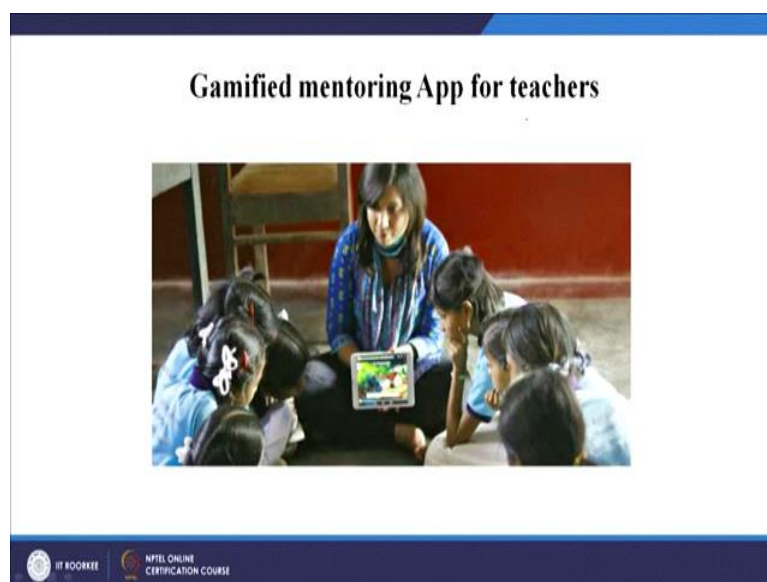 Gamified mentoring App for teachers
IIT ROORKEE
NPTEL ONLINE
CERTIFICATION COURSE